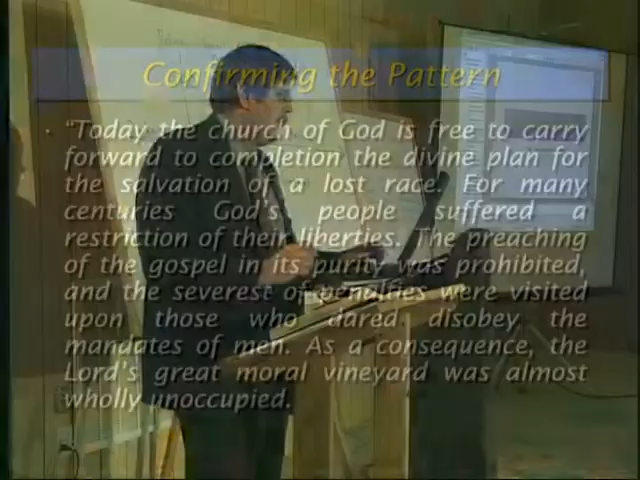 Confirming the Pattern
• “Today the church of God is free to carry
forward to completion the divine plan for
the salvation of a lost race. For many
centuries God's people suffered a
restriction of their liberties. The preaching
of the gospel in its purity was prohibited,
and the severest of penalties were visited
upon those who dared disobey the
mandates of men. As a consequence, the
Lord's great moral vineyard was almost
wholly unoccupied.